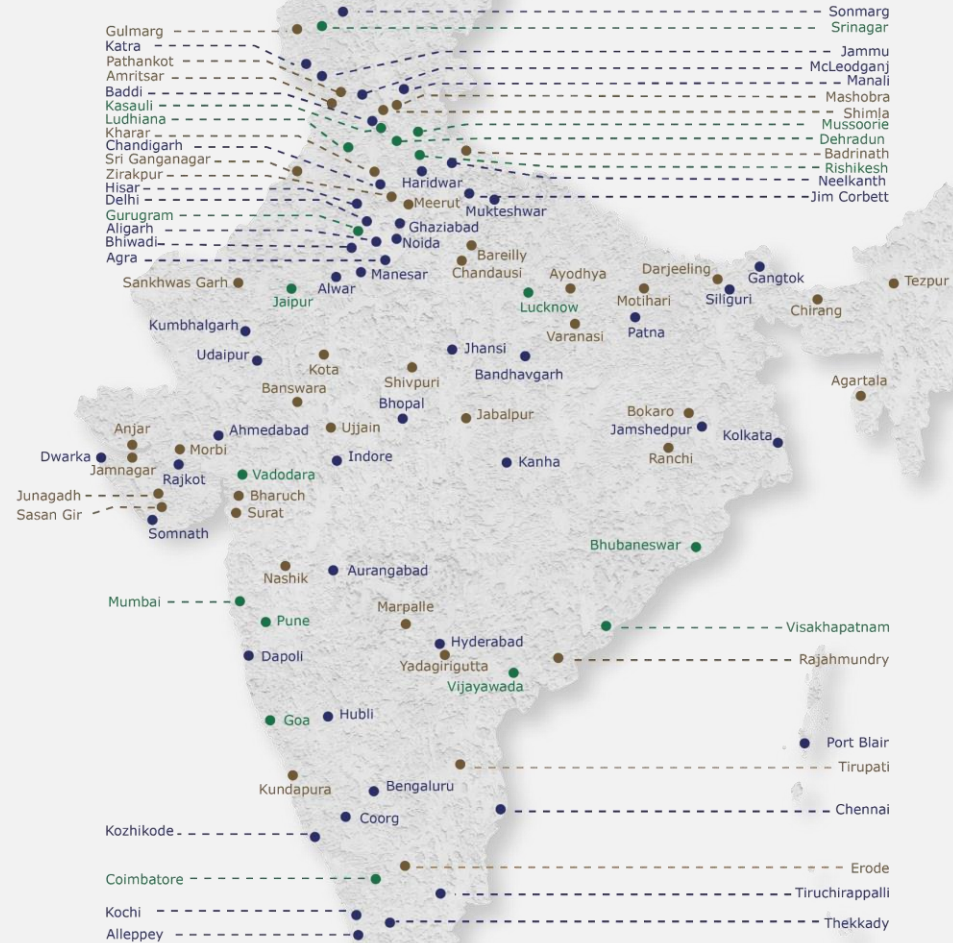 Sonmarg
Gulmarg
Srinagar
Katra
Jammu
Pathankot
McLeodganj
Amritsar
Manali
Baddi
Mashobra
Kasauli
Shimla
Ludhiana
Mussoorie
Kharar
Dehradun
Chandigarh
Badrinath
Sri Ganganagar
Rishikesh
Zirakpur
Haridwar
Neelkanth
Hisar
Jim Corbett
Delhi
Meerut
Mukteshwar
Gurugram
Aligarh
Ghaziabad
Bhiwadi
Noida
Agra
Bareilly
Manesar
Chandausi
Ayodhya
Darjeeling
Gangtok
Tezpur
Sankhwas Garh
Alwar
Jaipur
Lucknow
Motihari
Siliguri
Chirang
Kumbhalgarh
Varanasi
Patna
Udaipur
Jhansi
Kota
Bandhavgarh
Shivpuri
Banswara
Agartala
Bhopal
Jabalpur
Bokaro
Anjar
Ahmedabad
Ujjain
Jamshedpur
Kolkata
Morbi
Dwarka
Indore
Kanha
Ranchi
Jamnagar
Rajkot
Vadodara
Junagadh
Bharuch
Sasan Gir
Surat
Somnath
Bhubaneswar
Nashik
Aurangabad
Mumbai
Marpalle
Pune
Visakhapatnam
Hyderabad
Dapoli
Yadagirigutta
Rajahmundry
Vijayawada
Goa
Hubli
Port Blair
Tirupati
Kundapura
Bengaluru
Coorg
Chennai
Kozhikode
Erode
Coimbatore
Tiruchirappalli
Kochi
Thekkady
Alleppey